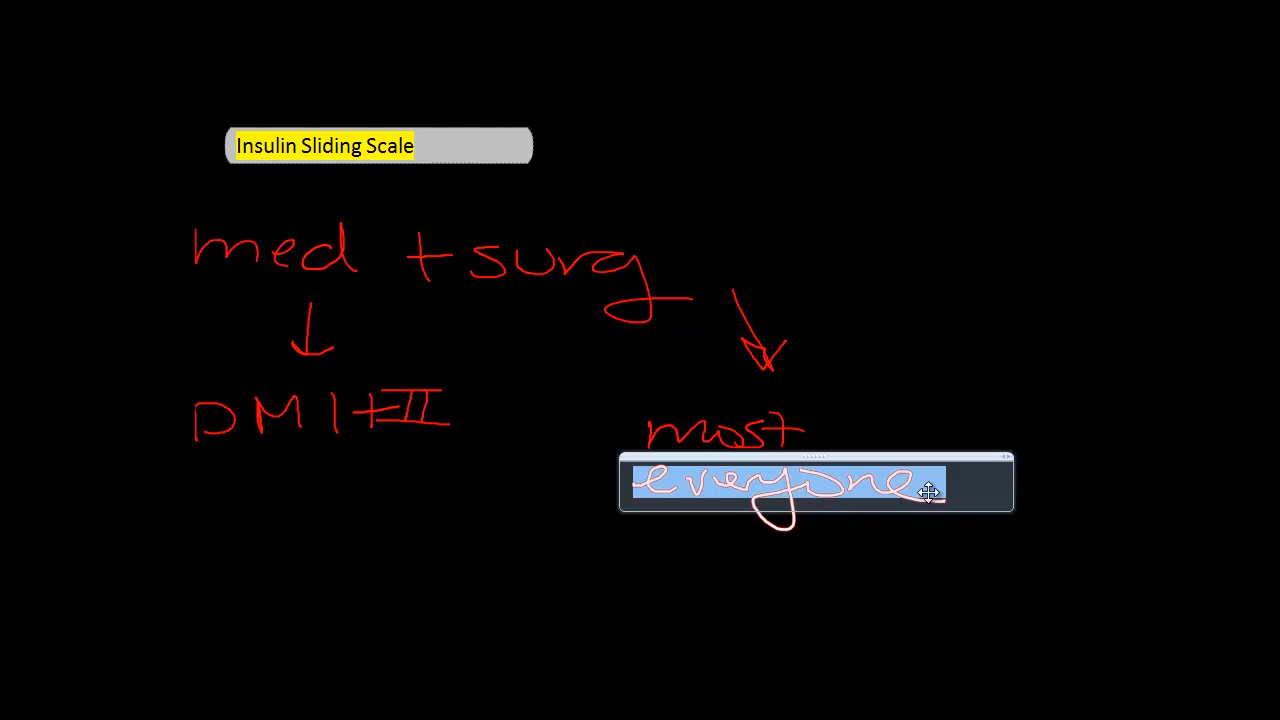 Insulin Sliding Scale
med + surg
DM I + II
most
everyone